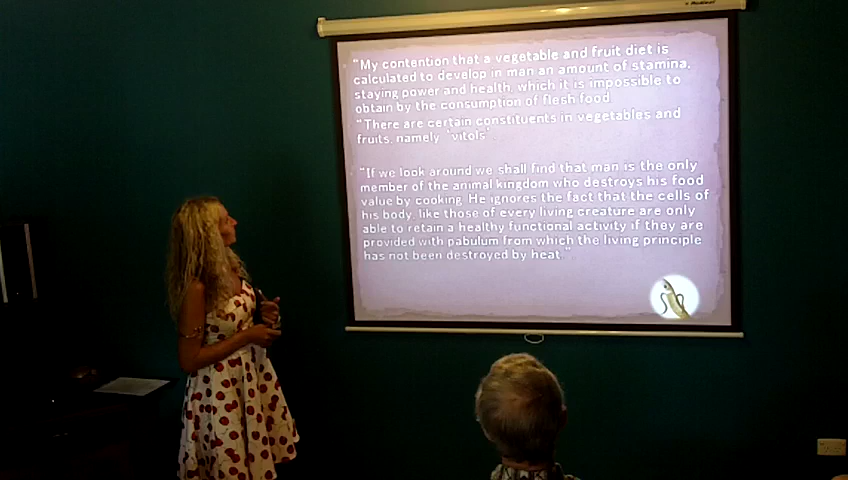 "My contention that a vegetable and fruit diet is
calculated to develop in man an amount of stamina,
staying power and health, which it is impossible to
obtain by the consumption of flesh food.
"There are certain constituents in vegetables and
fruits, namely 'vitols'.
"If we look around we shall find that man is the only
member of the animal kingdom who destroys his food
value by cooking. He ignores the fact that the cells of
his body, like those of every living creature are only
able to retain a healthy functional activity if they are
provided with pabulum from which the living principle
has not been destroyed by heat."